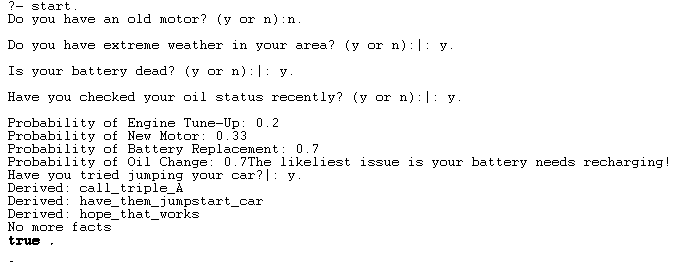 ?- start.
Do you have an old motor? (y or n):n.
Do you have extreme weather in your area? (y or n):|: y.
Is your battery dead? (y or n):|: y.
Have you checked your oil status recently? (y or n):|: y.
Probability of Engine Tune-Up: 0.2
Probability of New Motor: 0.33
Probability of Battery Replacement: 0.7
Probability of Oil Change: 0.7The likeliest issue is your battery needs recharging!
Have you tried jumping your car?|: y.
Derived: call_triple_A
Derived: have_them_jumpstart_car
Derived: hope_that_works
No more facts
true .